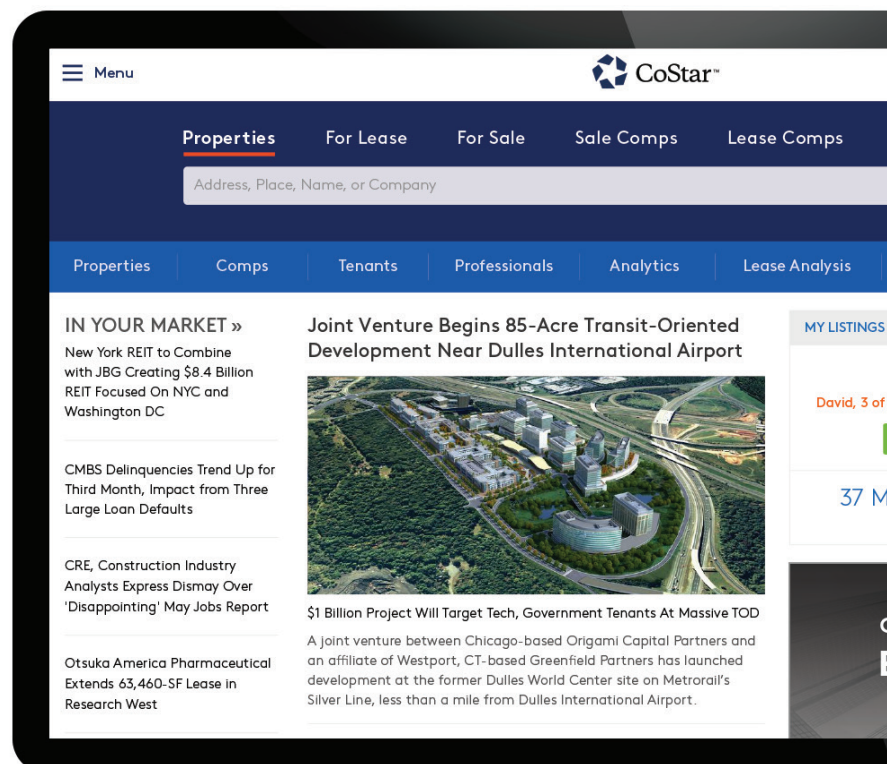 Menu
CoStar™
Properties
For Lease
For Sale
Sale Comps
Lease Comps
Address, Place, Name, or Company
Properties
Comps
Tenants
Professionals
Analytics
Lease Analysis
IN YOUR MARKET »
New York REIT to Combine
with JBG Creating $8.4 Billion
REIT Focused On NYC and
Washington DC
CMBS Delinquencies Trend Up for
Third Month, Impact from Three
Large Loan Defaults
CRE, Construction Industry
Analysts Express Dismay Over
'Disappointing' May Jobs Report
Otsuka America Pharmaceutical
Extends 63,460-SF Lease in
Research West
Joint Venture Begins 85-Acre Transit-Oriented
Development Near Dulles International Airport
$1 Billion Project Will Target Tech, Government Tenants At Massive TOD
A joint venture between Chicago-based Origami Capital Partners and
an affiliate of Westport, CT-based Greenfield Partners has launched
development at the former Dulles World Center site on Metrorail's
Silver Line, less than a mile from Dulles International Airport.
MY LISTINGS
David, 3 of
37 M